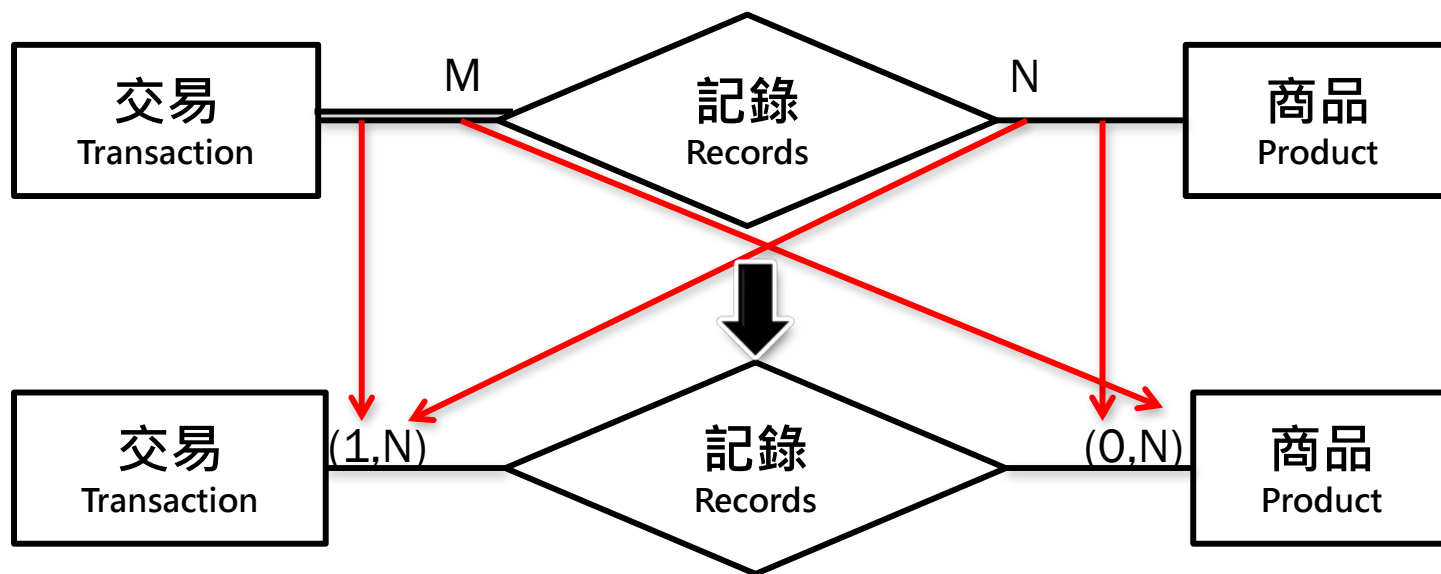 M
N
交易
Transaction
記錄
Records
商品
Product
(1,N)
(0,N)
交易
Transaction
記錄
Records
商品
Product